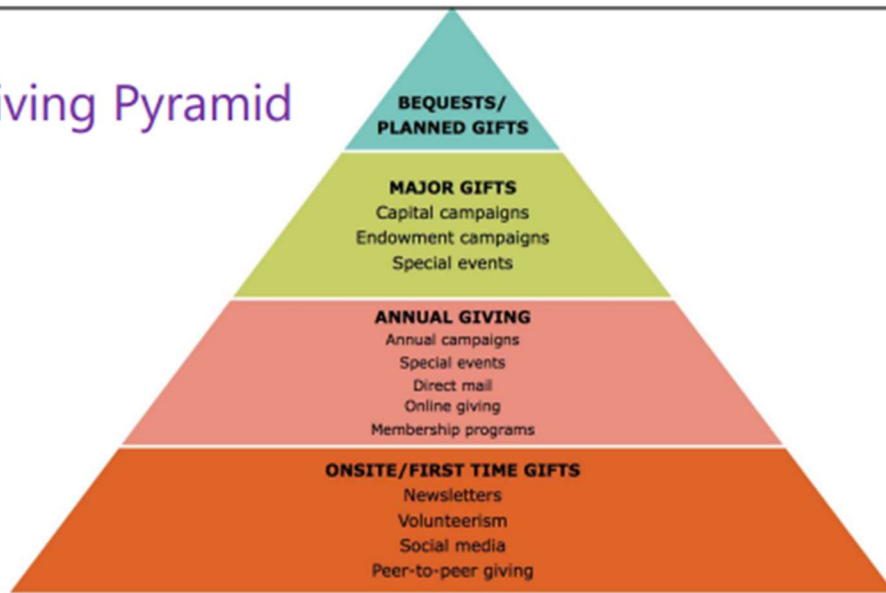 iving Pyramid
BEQUESTS/
PLANNED GIFTS
MAJOR GIFTS
Capital campaigns
Endowment campaigns
Special events
ANNUAL GIVING
Annual campaigns
Special events
Direct mail
Online giving
Membership programs
ONSITE/FIRST TIME GIFTS
Newsletters
Volunteerism
Social media
Peer-to-peer giving